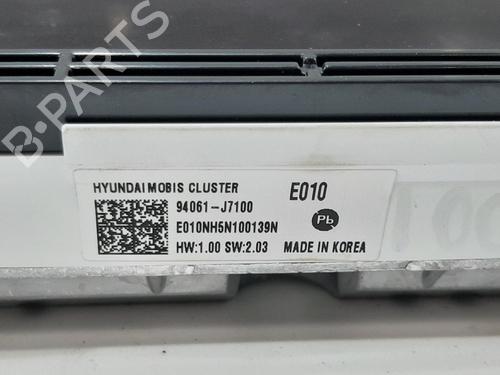 B-PARTS
HYUNDAI MOBIS CLUSTER
E010
94061-J7100
Pb
E010NH5N100139N
HW:1.00 SW:2.03 MADE IN KOREA